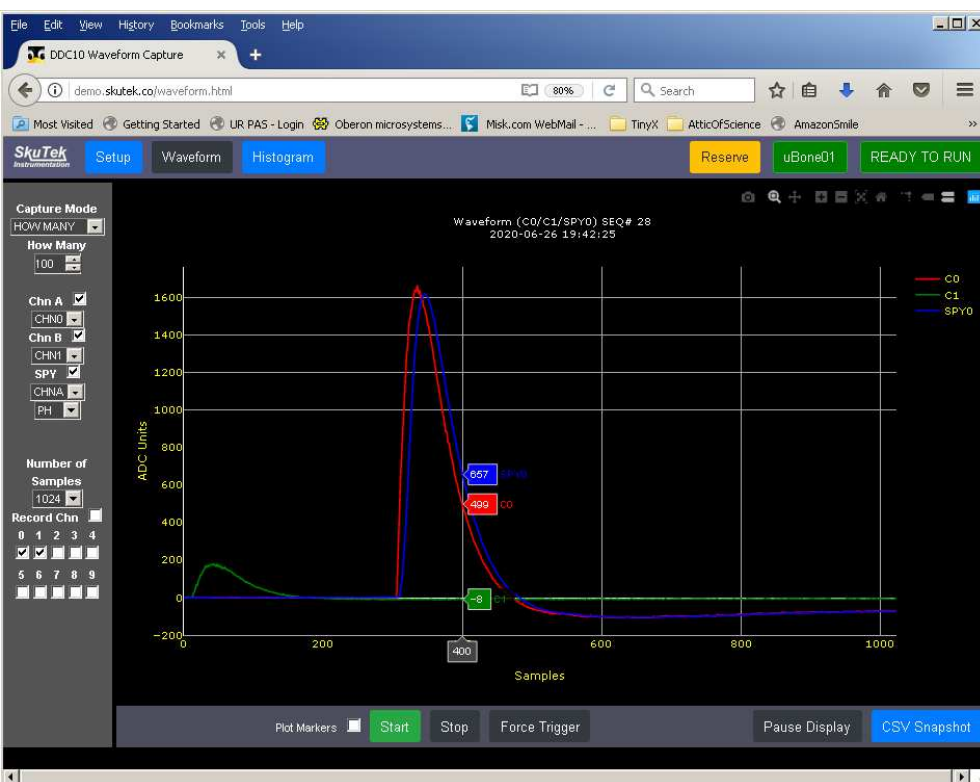 File Edit View History Bookmarks Tools Help
DDC10 Waveform Capture
demo.skutek.co/waveform.html 80% Search
Most Visited Getting Started UR PAS - Login Oberon microsystems... Misk.com WebMail - ... TinyX AtticOfScience AmazonSmile
SkuTek Instrumentation Setup Waveform Histogram Reserve uBone01 READY TO RUN
Capture Mode
HOW MANY
How Many
100
Chn A
CHN0
Chn B
CHN1
SPY
CHNA
PH
Number of
Samples
1024
Record Chn
0 1 2 3 4
5 6 7 8 9
Waveform (C0/C1/SPY0) SEQ# 28
2020-06-26 19:42:25
C0
C1
SPY0
ADC Units
1600
1400
1200
1000
800
600
400
200
0
−200
657 SPY0
499 C0
−8 C1
0 200 400 600 800 1000
Samples
Plot Markers Start Stop Force Trigger Pause Display CSV Snapshot